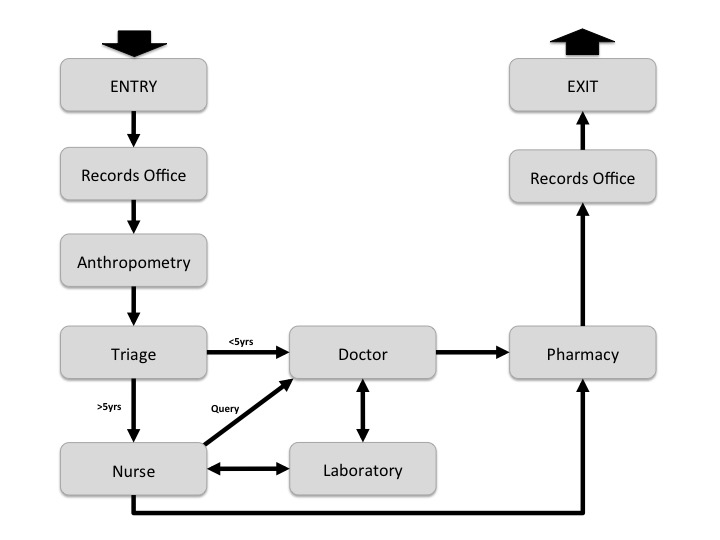 ENTRY
EXIT
Records Office
Records Office
Anthropometry
Triage
<5yrs
Doctor
Pharmacy
>5yrs
Query
Nurse
Laboratory